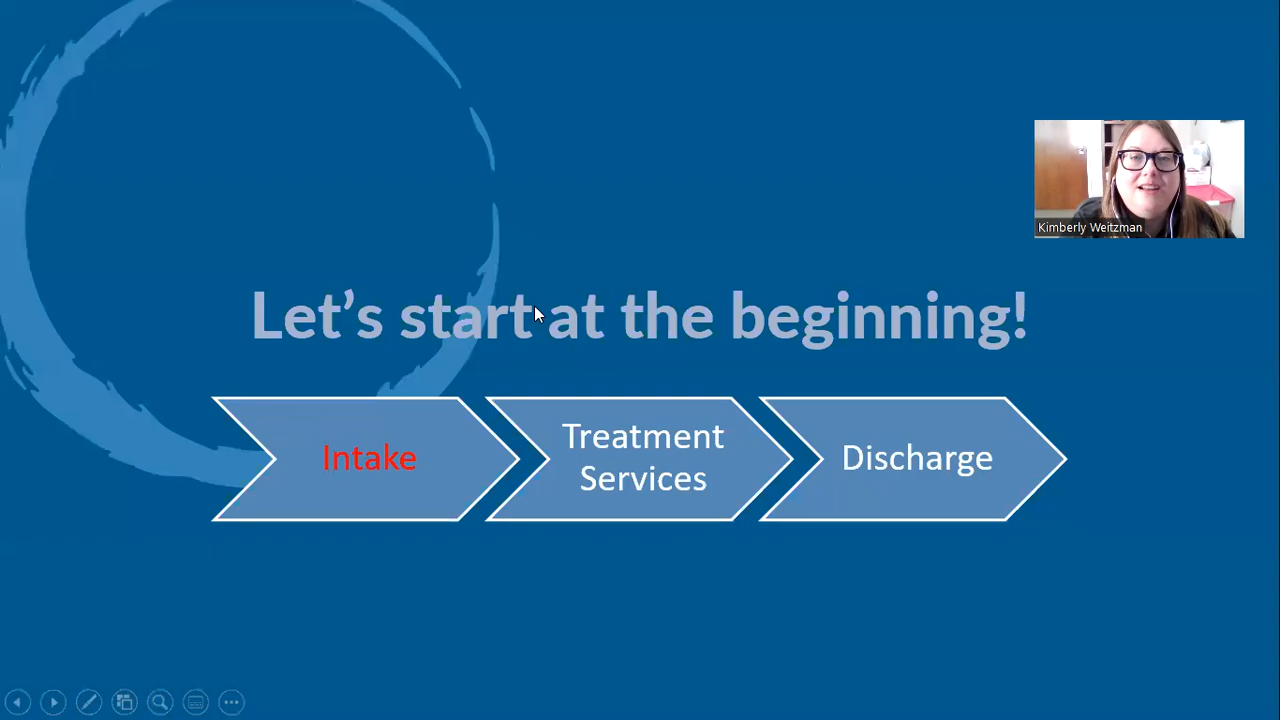 Kimberly Weitzman
Let's start at the beginning!
Intake
Treatment
Services
Discharge